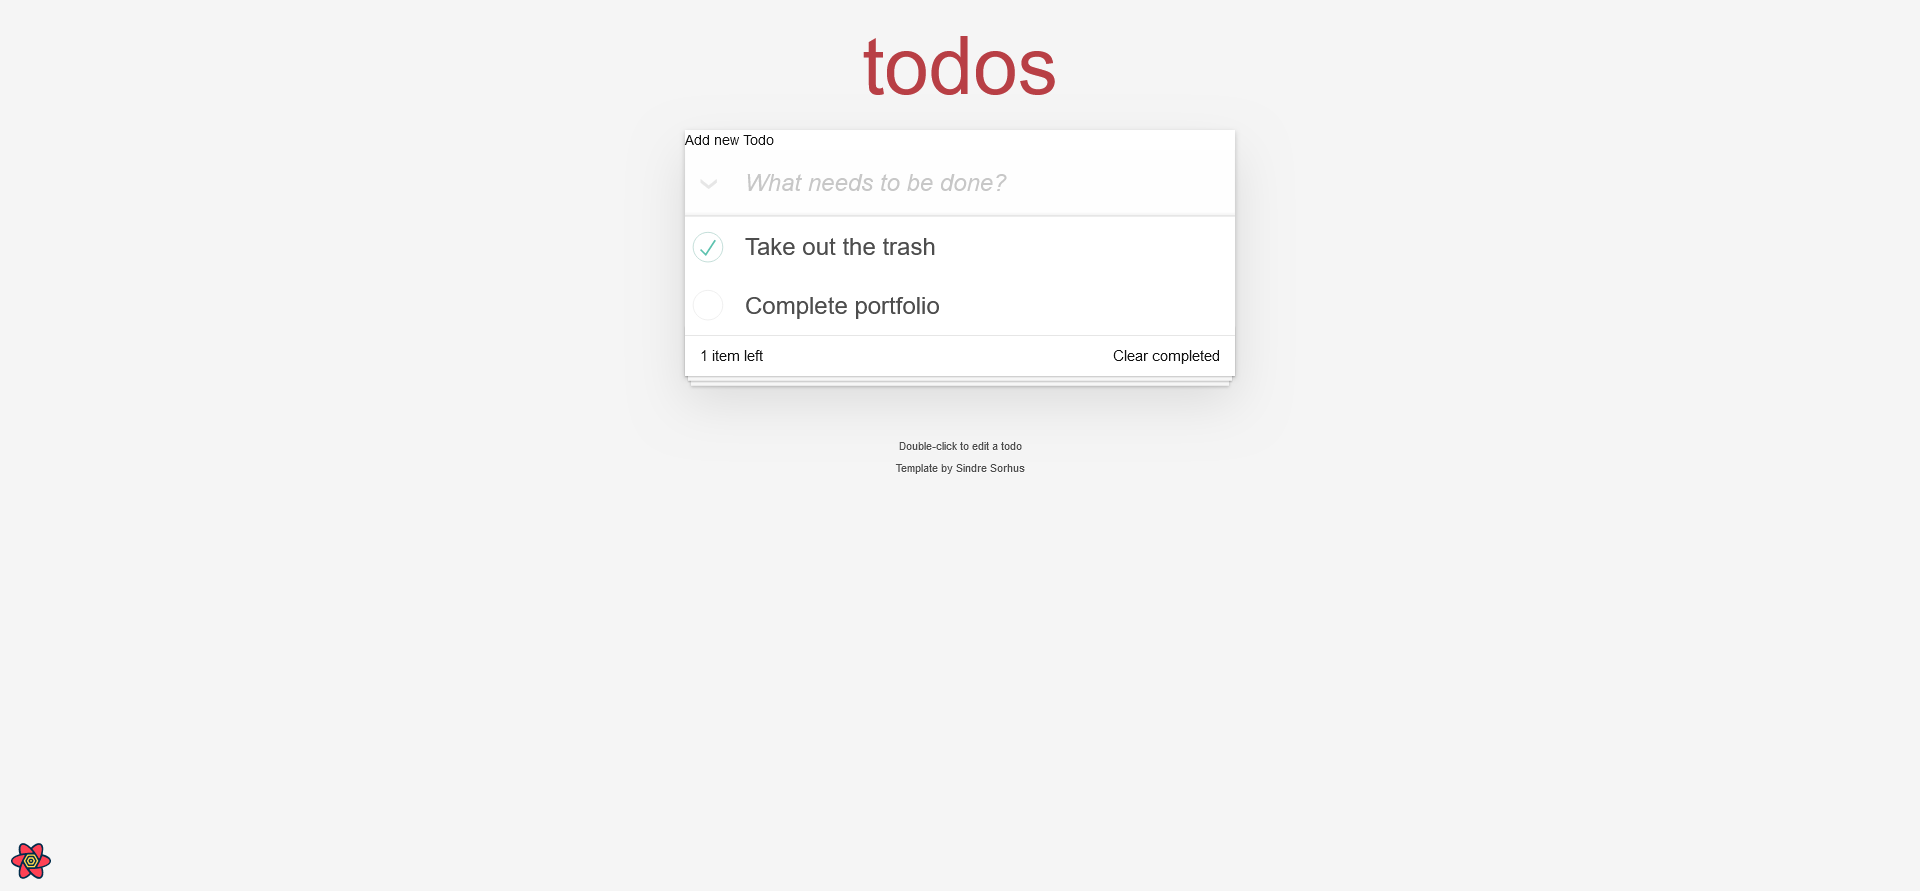 todos
Add new Todo
What needs to be done?
Take out the trash
Complete portfolio
1 item left
Clear completed
Double-click to edit a todo
Template by Sindre Sorhus